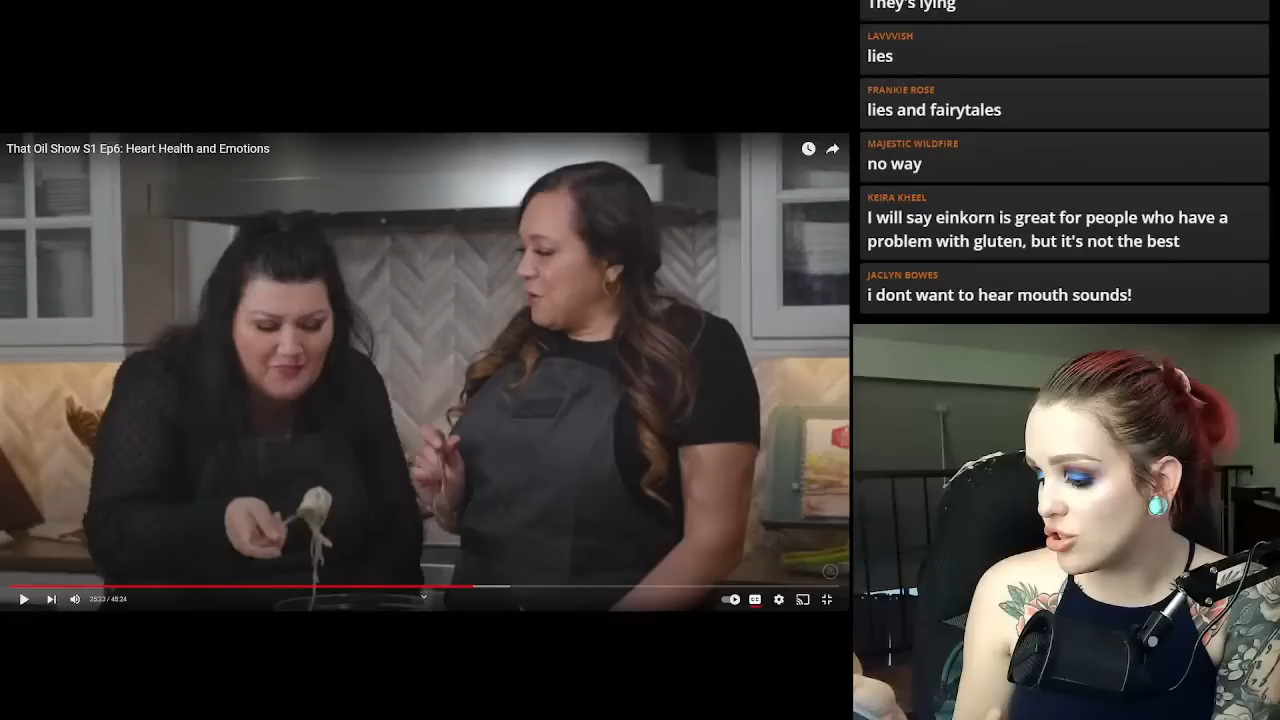 That Oil Show S1 Ep6: Heart Health and Emotions
25:23 / 45:24
CC
They's lying
LAVVVISH
lies
FRANKIE ROSE
lies and fairytales
MAJESTIC WILDFIRE
no way
KEIRA KHEEL
I will say einkorn is great for people who have a
problem with gluten, but it's not the best
JACLYN BOWES
i dont want to hear mouth sounds!